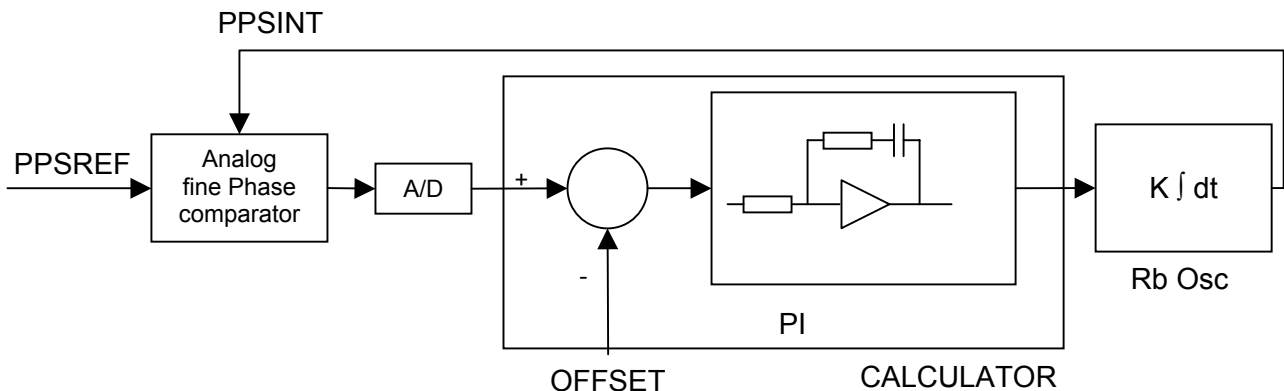 PPSINT
PPSREF
Analog
fine Phase
comparator
A/D
+
-
OFFSET
PI
CALCULATOR
K ∫ dt
Rb Osc